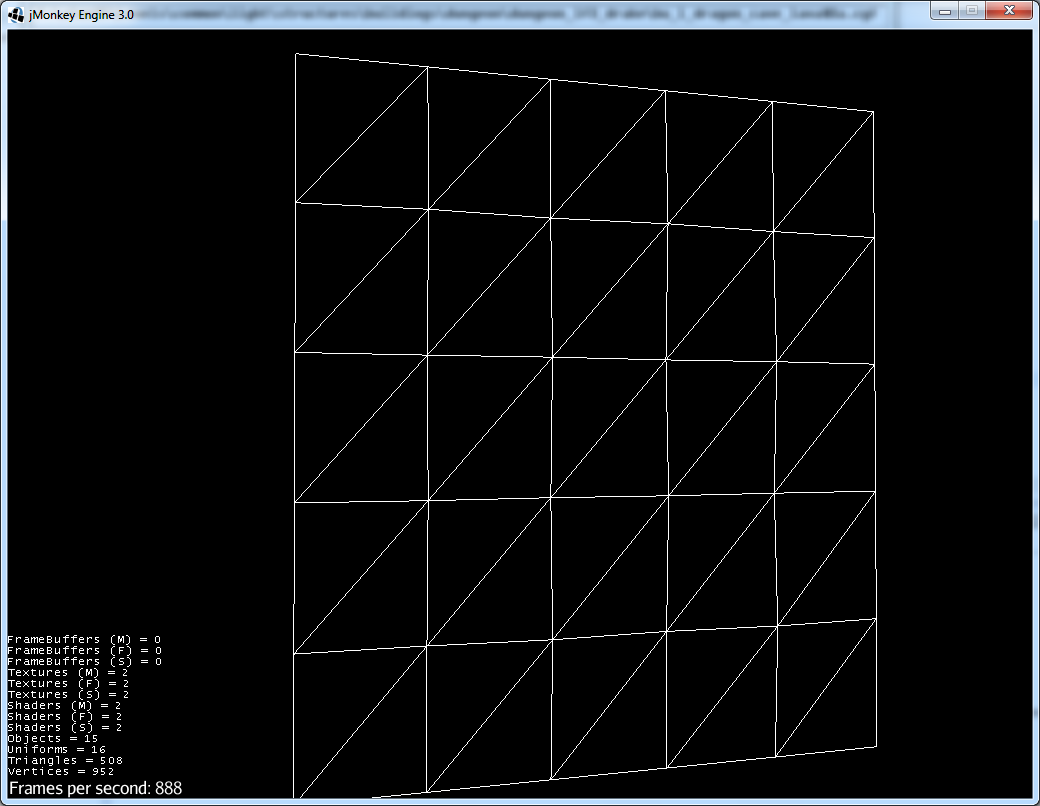 jMonkey Engine 3.0
FrameBuffers (M) = 0
FrameBuffers (F) = 0
FrameBuffers (S) = 0
Textures (M) = 2
Textures (F) = 2
Textures (S) = 2
Shaders (M) = 2
Shaders (F) = 2
Shaders (S) = 2
Objects = 15
Uniforms = 16
Triangles = 508
Vertices = 952
Frames per second: 888